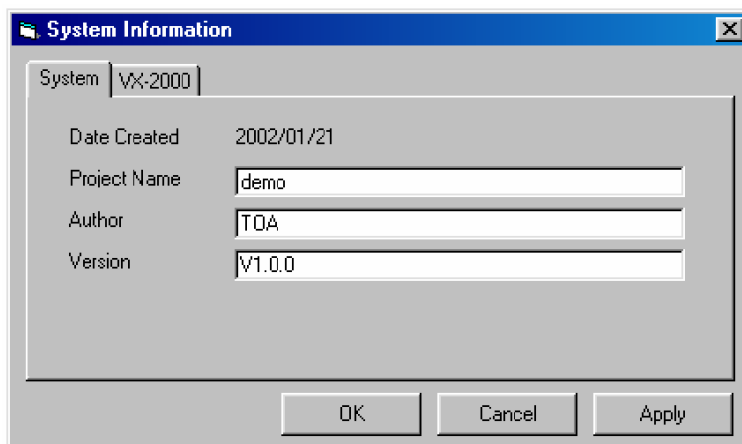 System Information
System VX-2000
Date Created 2002/01/21
Project Name demo
Author TOA
Version V1.0.0
OK Cancel Apply